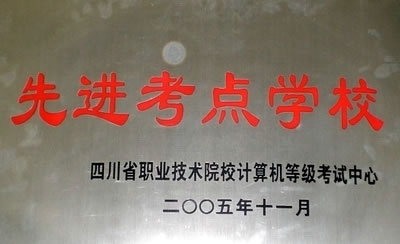 先进考点学校
四川省职业技术院校计算机等级考试中心
二〇〇五年十一月